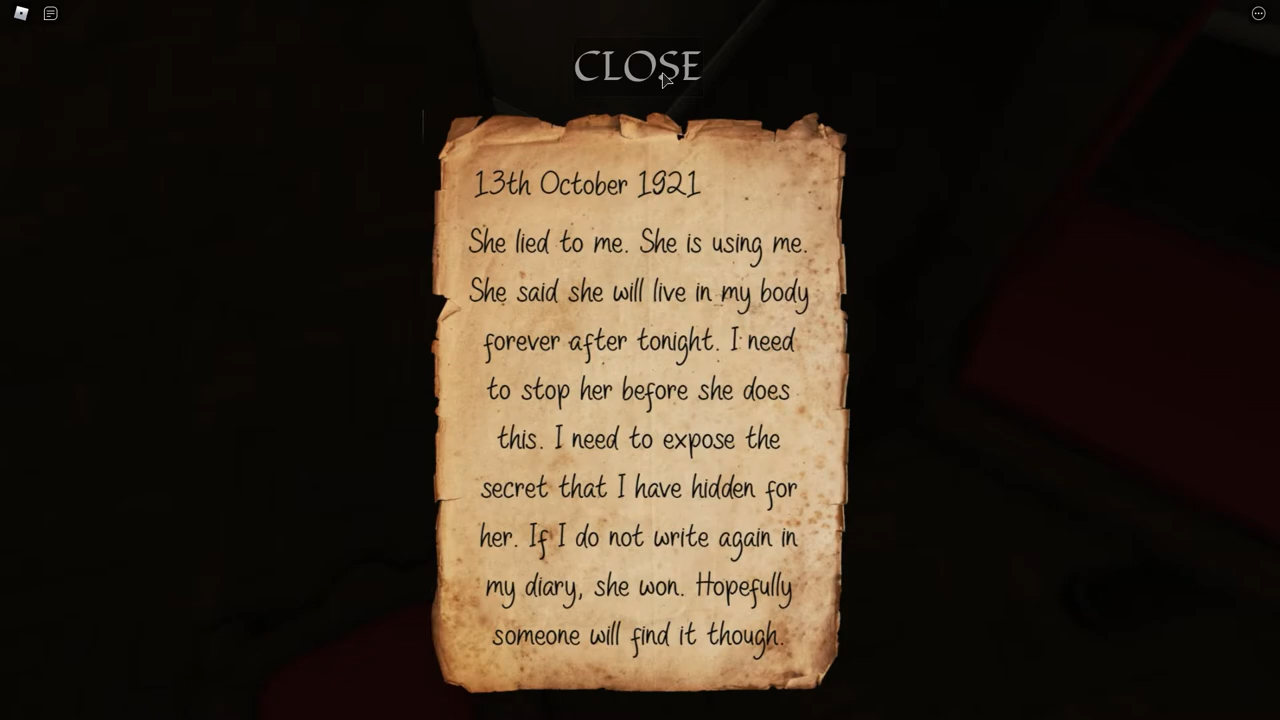 CLOSE
13th October 1921
She lied to me. She is using me.
She said she will live in my body
forever after tonight. I need
to stop her before she does
this. I need to expose the
secret that I have hidden for
her. If I do not write again in
my diary, she won. Hopefully
someone will find it though.